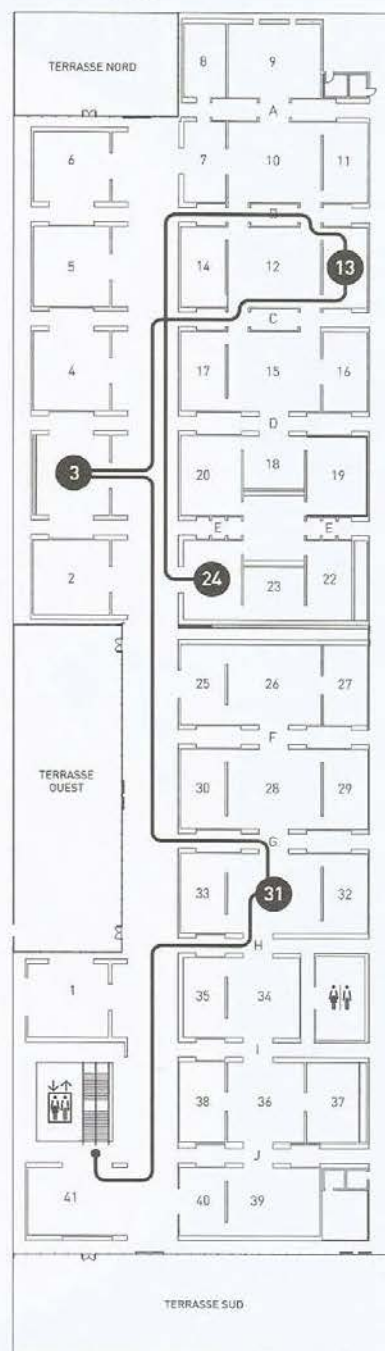 TERRASSE NORD
8
9
A
6
7
10
11
B
5
14
12
13
C
4
17
15
16
D
3
20
18
19
E
E
2
24
23
22
25
26
27
F
TERRASSE
OUEST
30
28
29
G
33
31
32
H
1
35
34
I
38
36
37
J
41
40
39
TERRASSE SUD